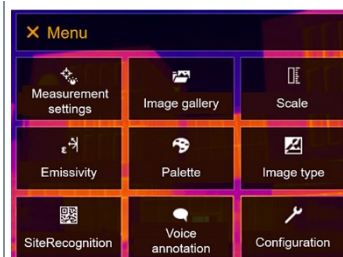 Menu
Measurement
settings
Image gallery
Scale
Emissivity
Palette
Image type
SiteRecognition
Voice
annotation
Configuration